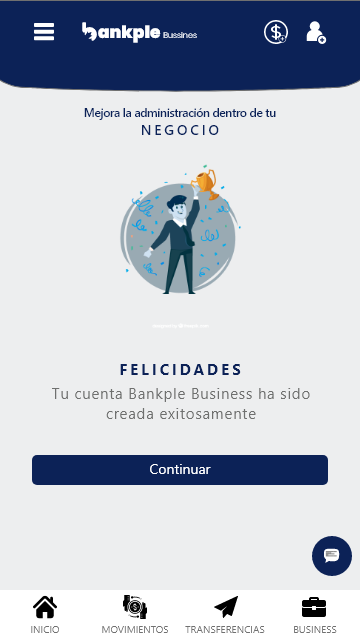 Bankple Bussines
Mejora la administración dentro de tu
NEGOCIO
FELICIDADES
Tu cuenta Bankple Business ha sido
creada exitosamente
Continuar
INICIO
MOVIMIENTOS
TRANSFERENCIAS
BUSINESS